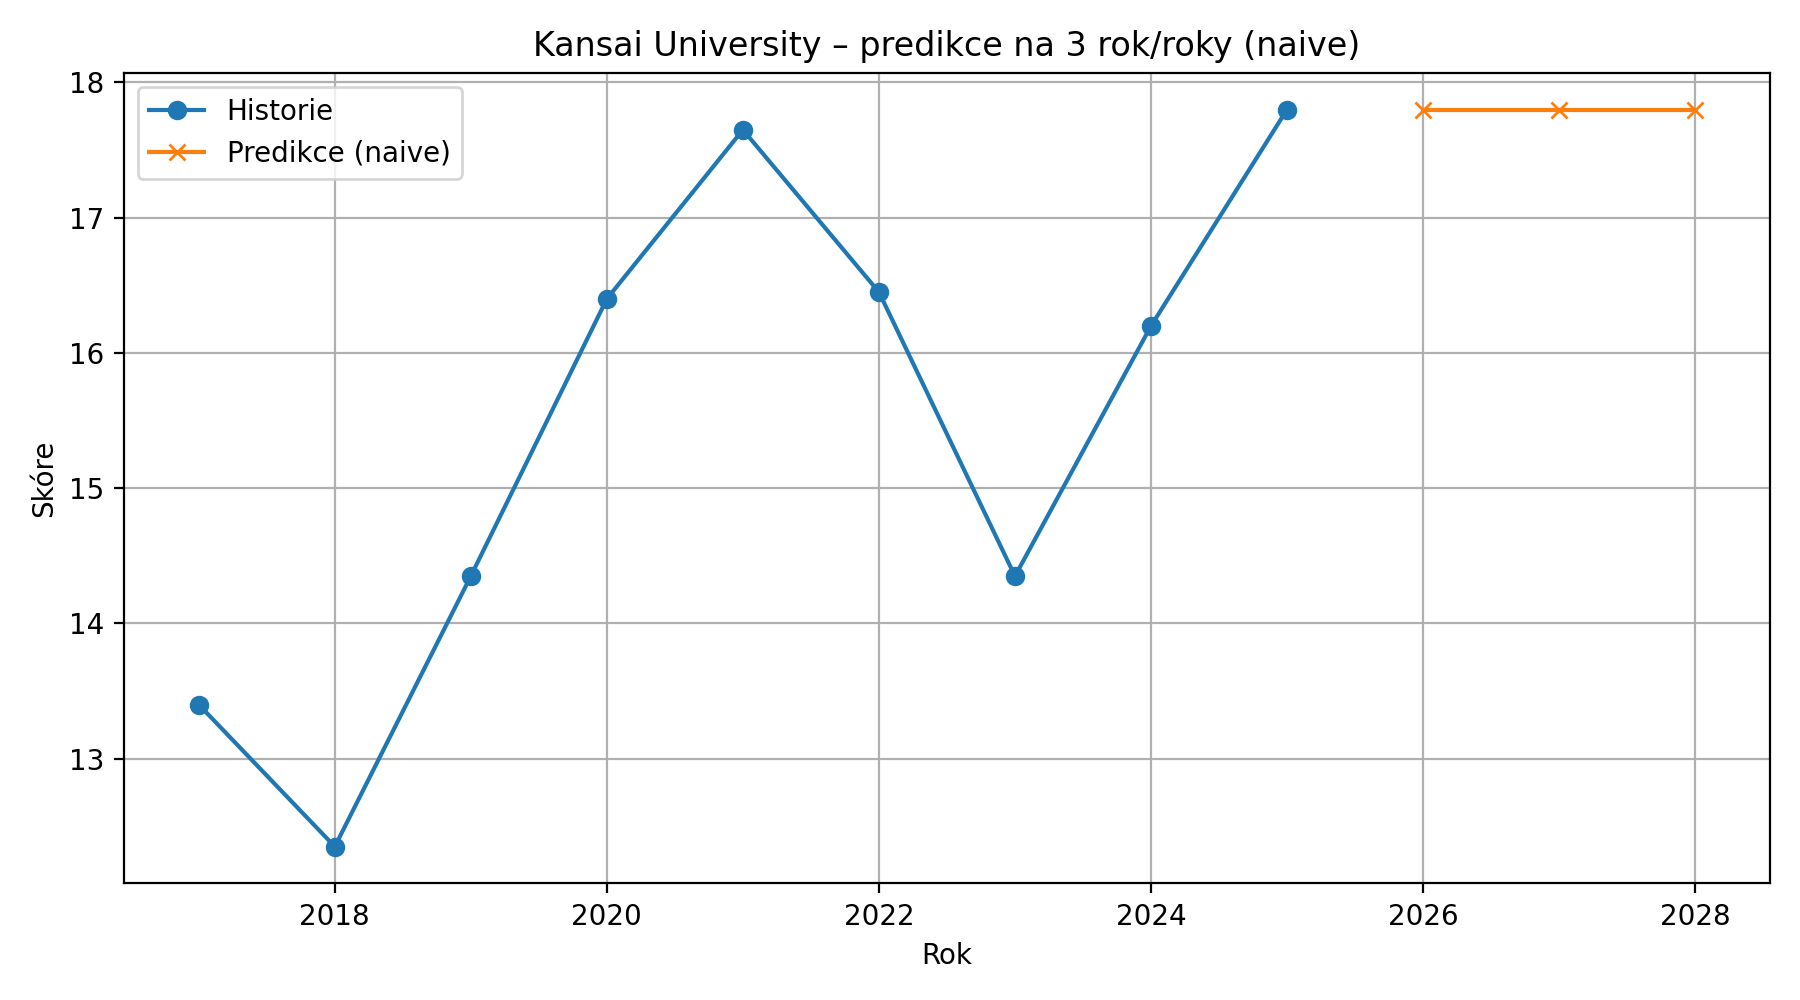 Kansai University – predikce na 3 rok/roky (naive)
Historie
Predikce (naive)
18
17
16
15
14
13
Skóre
2018 2020 2022 2024 2026 2028
Rok